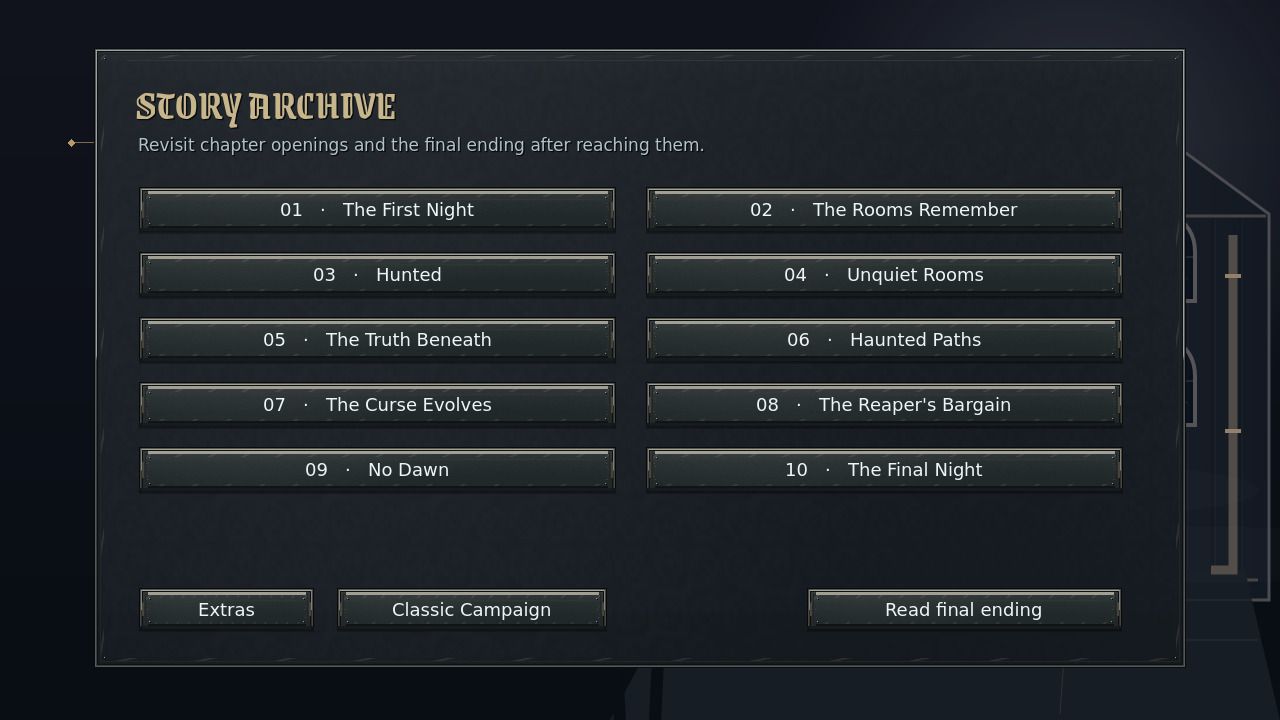 STORY ARCHIVE
Revisit chapter openings and the final ending after reaching them.
01 · The First Night
02 · The Rooms Remember
03 · Hunted
04 · Unquiet Rooms
05 · The Truth Beneath
06 · Haunted Paths
07 · The Curse Evolves
08 · The Reaper's Bargain
09 · No Dawn
10 · The Final Night
Extras
Classic Campaign
Read final ending